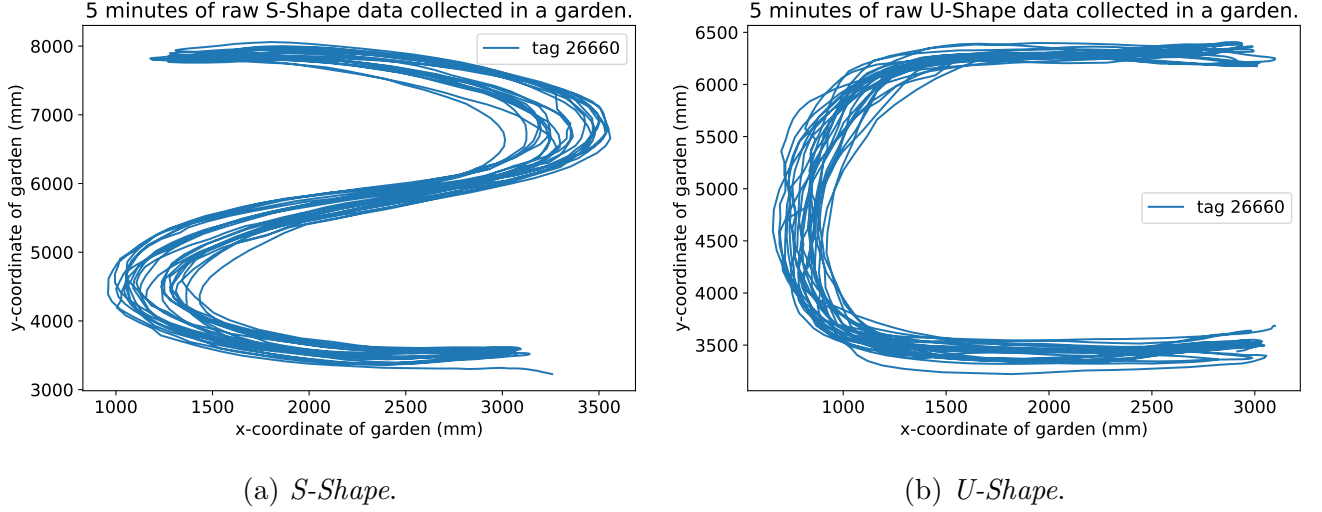 5 minutes of raw S-Shape data collected in a garden.
tag 26660
8000
7000
6000
5000
4000
3000
y-coordinate of garden (mm)
1000 1500 2000 2500 3000 3500
x-coordinate of garden (mm)
(a) S-Shape.
5 minutes of raw U-Shape data collected in a garden.
6500
6000
5500
5000
4500
4000
3500
y-coordinate of garden (mm)
tag 26660
1000 1500 2000 2500 3000
x-coordinate of garden (mm)
(b) U-Shape.